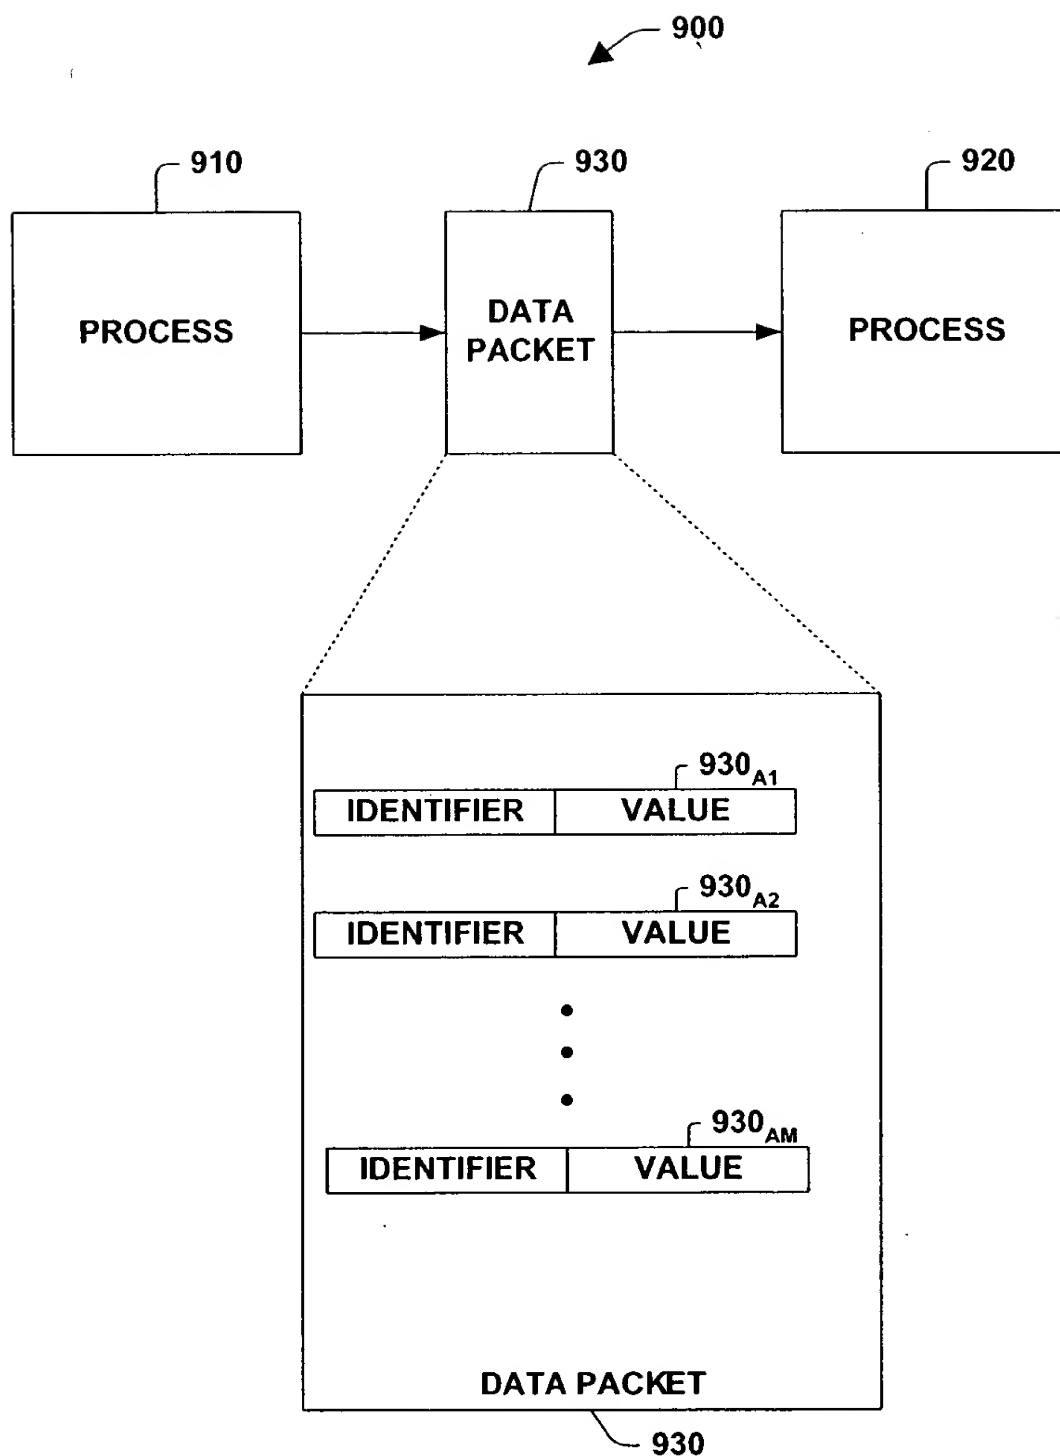 900
910
930
920
PROCESS
DATA
PACKET
PROCESS
930A1
IDENTIFIER VALUE
930A2
IDENTIFIER VALUE
930AM
IDENTIFIER VALUE
DATA PACKET
930